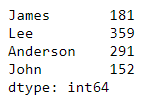 James 181
Lee 359
Anderson 291
John 152
dtype: int64